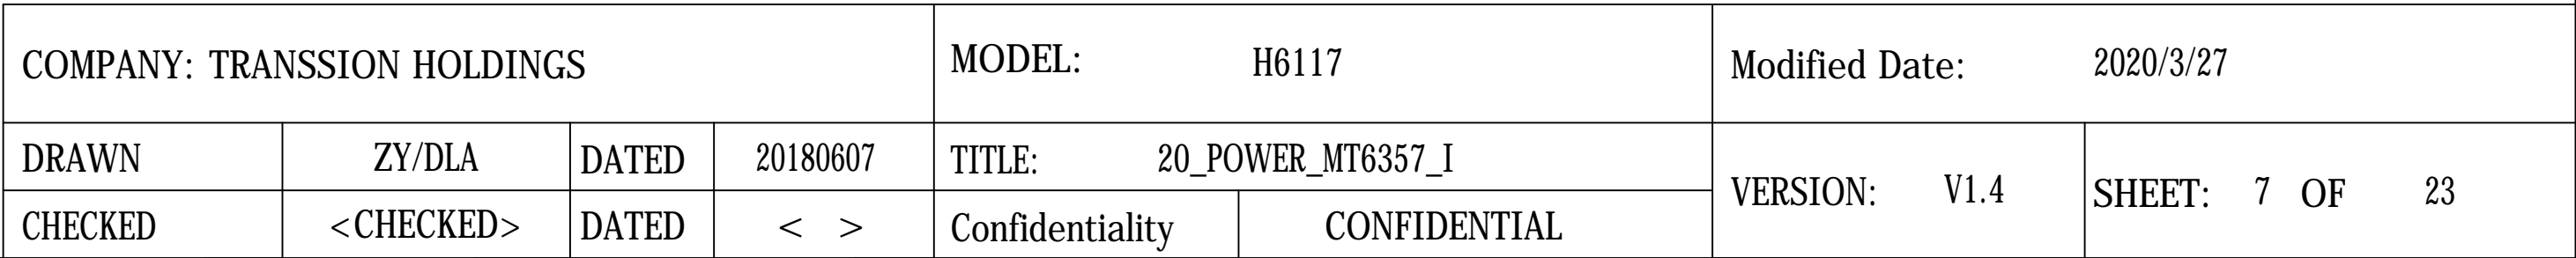 COMPANY: TRANSSION HOLDINGS MODEL: H6117 Modified Date: 2020/3/27
DRAWN ZY/DLA DATED 20180607 TITLE: 20_POWER_MT6357_I
VERSION: V1.4 SHEET: 7 OF 23
CHECKED <CHECKED> DATED < > Confidentiality CONFIDENTIAL